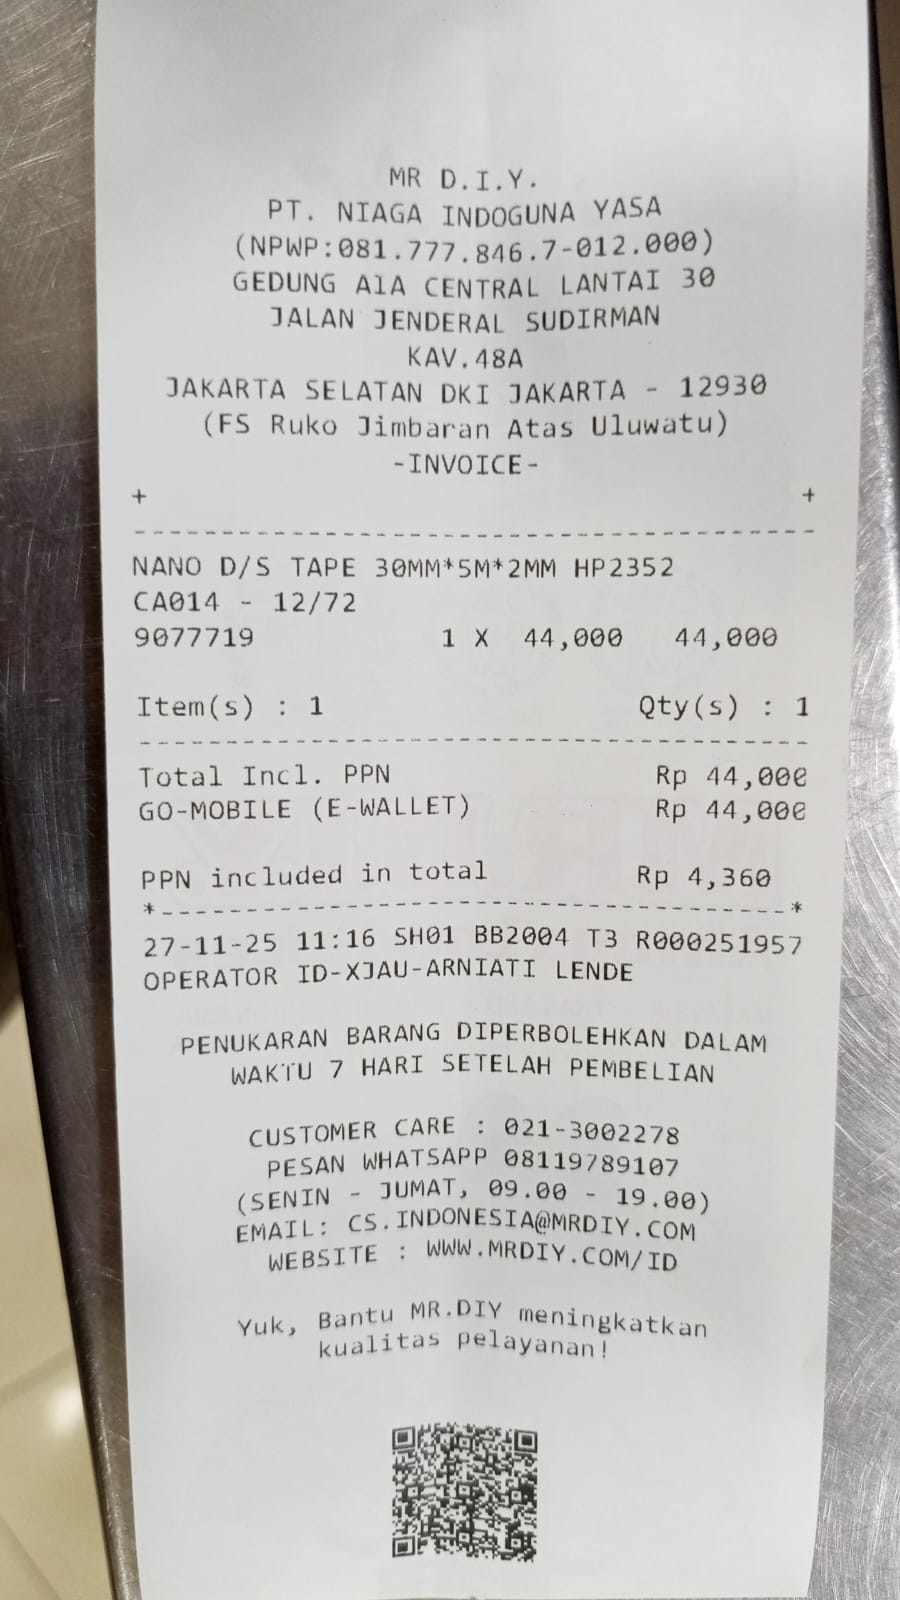 MR D.I.Y.
PT. NIAGA INDOGUNA YASA
(NPWP:081.777.846.7-012.000)
GEDUNG A1A CENTRAL LANTAI 30
JALAN JENDERAL SUDIRMAN
KAV.48A
JAKARTA SELATAN DKI JAKARTA - 12930
(FS Ruko Jimbaran Atas Uluwatu)
-INVOICE-
+ +
----------------------------------------
NANO D/S TAPE 30MM*5M*2MM HP2352
CA014 - 12/72
9077719 1 X 44,000 44,000
Item(s) : 1 Qty(s) : 1
----------------------------------------
Total Incl. PPN Rp 44,000
GO-MOBILE (E-WALLET) Rp 44,000
PPN included in total Rp 4,360
*--------------------------------------*
27-11-25 11:16 SH01 BB2004 T3 R000251957
OPERATOR ID-XJAU-ARNIATI LENDE
PENUKARAN BARANG DIPERBOLEHKAN DALAM
WAKTU 7 HARI SETELAH PEMBELIAN
CUSTOMER CARE : 021-3002278
PESAN WHATSAPP 08119789107
(SENIN - JUMAT, 09.00 - 19.00)
EMAIL: CS.INDONESIA@MRDIY.COM
WEBSITE : WWW.MRDIY.COM/ID
Yuk, Bantu MR.DIY meningkatkan
kualitas pelayanan!